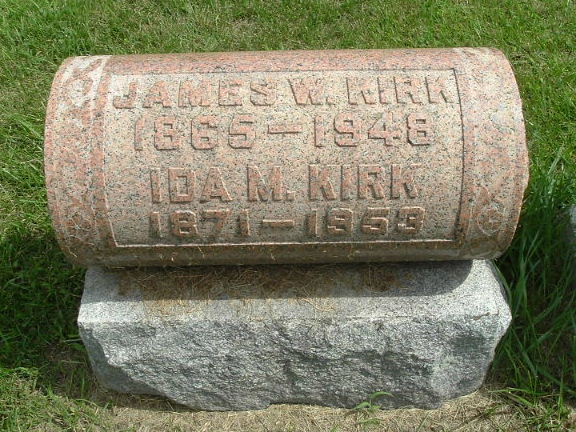 JAMES W. KIRK
1865—1948
IDA M. KIRK
1871—1953